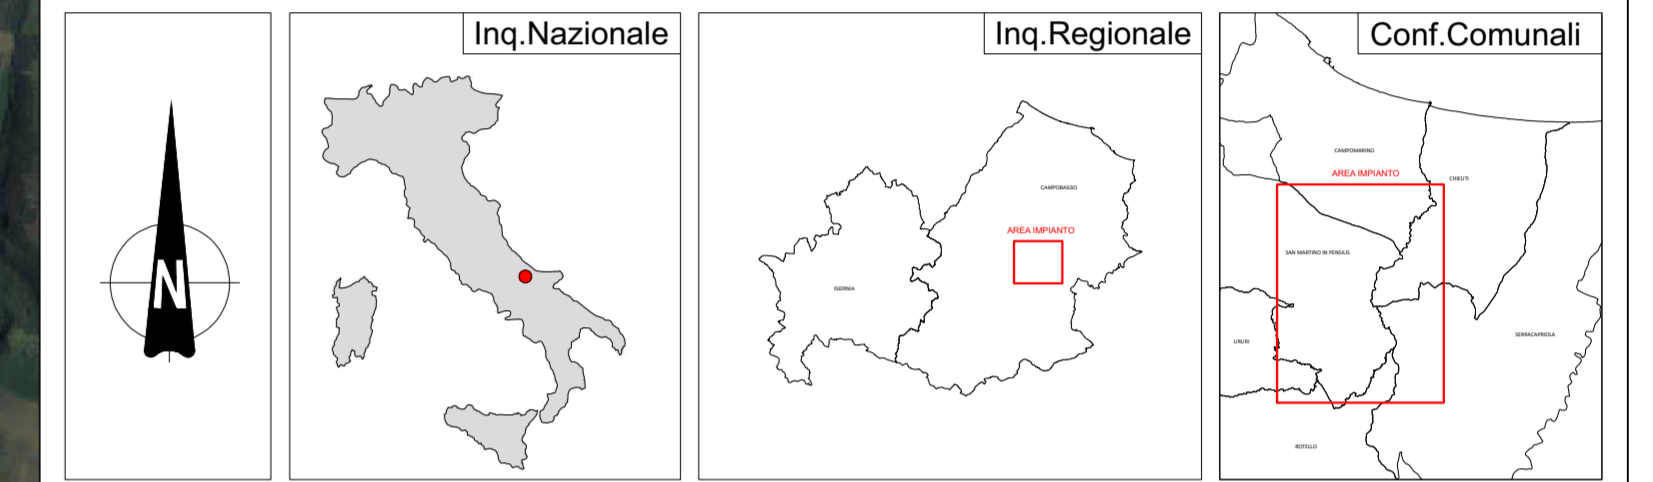 N
Inq.Nazionale
Inq.Regionale
CAMPOBASSO
AREA IMPIANTO
ISERNIA
Conf.Comunali
CAMPOMARINO
AREA IMPIANTO
CHIEUTI
SAN MARTINO IN PENSILIS
SERRACAPRIOLA
URURI
ROTELLO